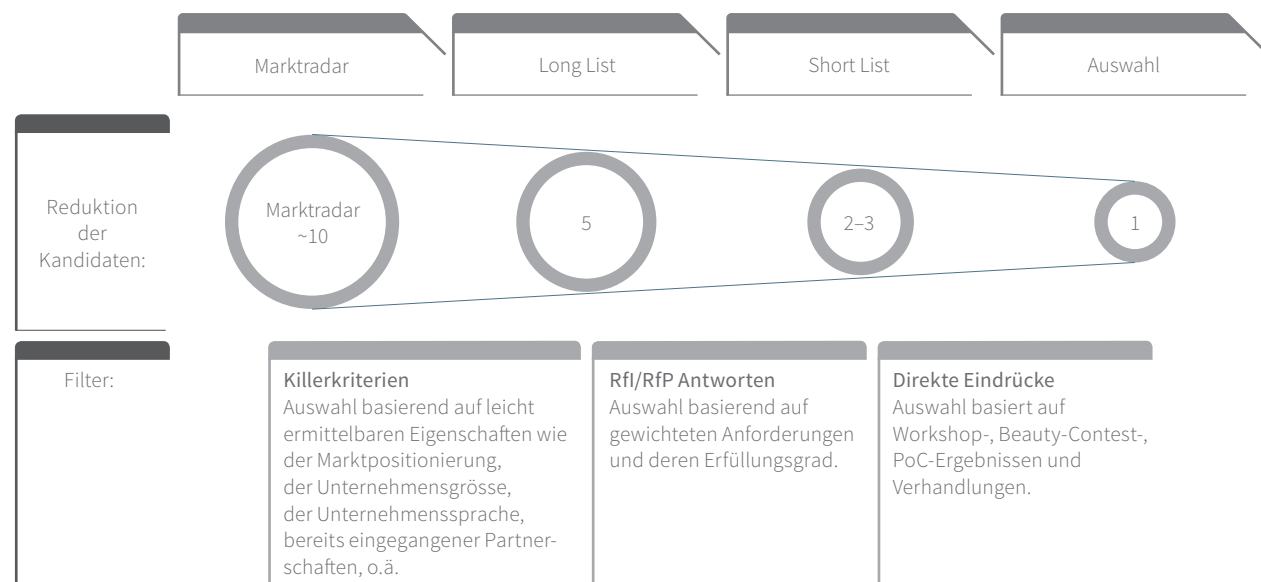 Marktradar
Long List
Short List
Auswahl
Reduktion
der
Kandidaten:
Marktradar
~10
5
2–3
1
Filter:
Killerkriterien
Auswahl basierend auf leicht
ermittelbaren Eigenschaften wie
der Marktpositionierung,
der Unternehmensgrösse,
der Unternehmenssprache,
bereits eingegangener Partner-
schaften, o.ä.
RfI/RfP Antworten
Auswahl basierend auf
gewichteten Anforderungen
und deren Erfüllungsgrad.
Direkte Eindrücke
Auswahl basiert auf
Workshop-, Beauty-Contest-,
PoC-Ergebnissen und
Verhandlungen.